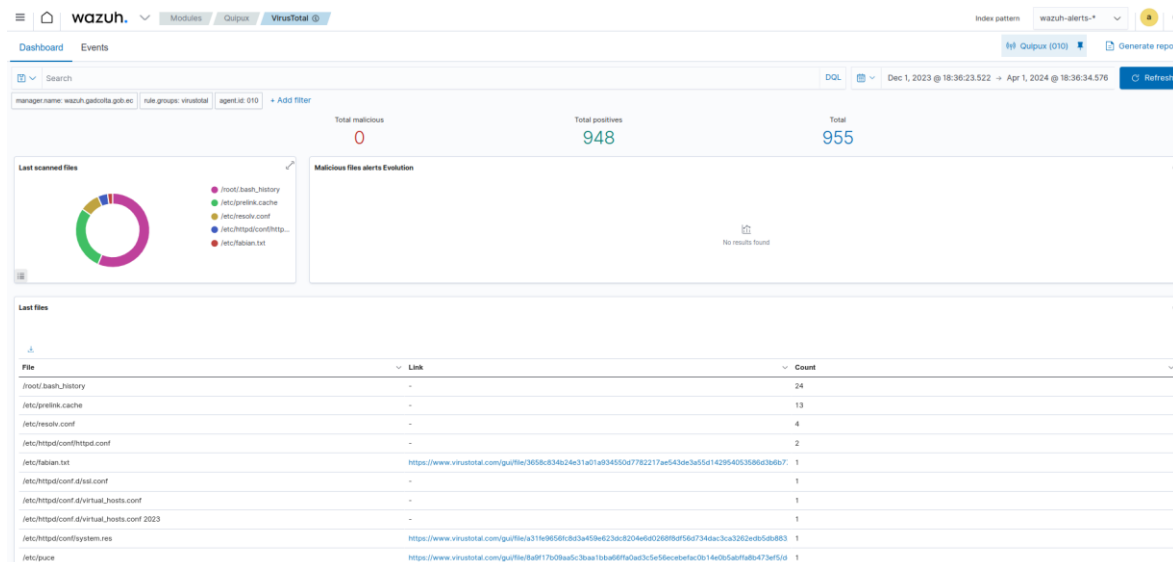 wazuh. Modules Quipux VirusTotal Index pattern wazuh-alerts-* a
Dashboard Events Quipux (010) Generate repo
Search DQL Dec 1, 2023 @ 18:36:23.522 → Apr 1, 2024 @ 18:36:34.576 Refresh
manager.name: wazuh.gadcolta.gob.ec rule.groups: virustotal agent.id: 010 + Add filter
Total malicious Total positives Total
0 948 955
Last scanned files Malicious files alerts Evolution
/root/.bash_history
/etc/prelink.cache
/etc/resolv.conf
/etc/httpd/conf/http...
/etc/fabian.txt
No results found
Last files
File Link Count
/root/.bash_history - 24
/etc/prelink.cache - 13
/etc/resolv.conf - 4
/etc/httpd/conf/httpd.conf - 2
/etc/fabian.txt 1
/etc/httpd/conf.d/ssl.conf - 1
/etc/httpd/conf.d/virtual_hosts.conf - 1
/etc/httpd/conf.d/virtual_hosts.conf 2023 - 1
/etc/httpd/conf/system.res 1
/etc/puce 1